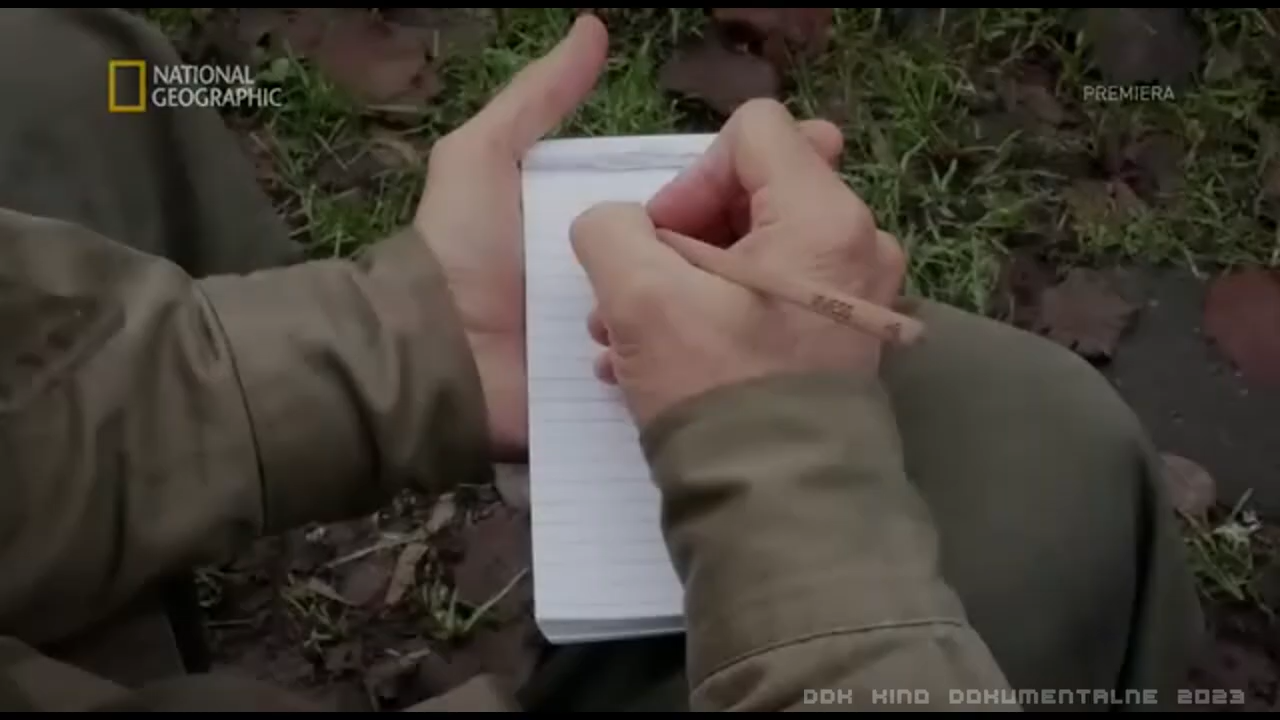 NATIONAL
GEOGRAPHIC
PREMIERA
DDK KINO DOKUMENTALNE 2023